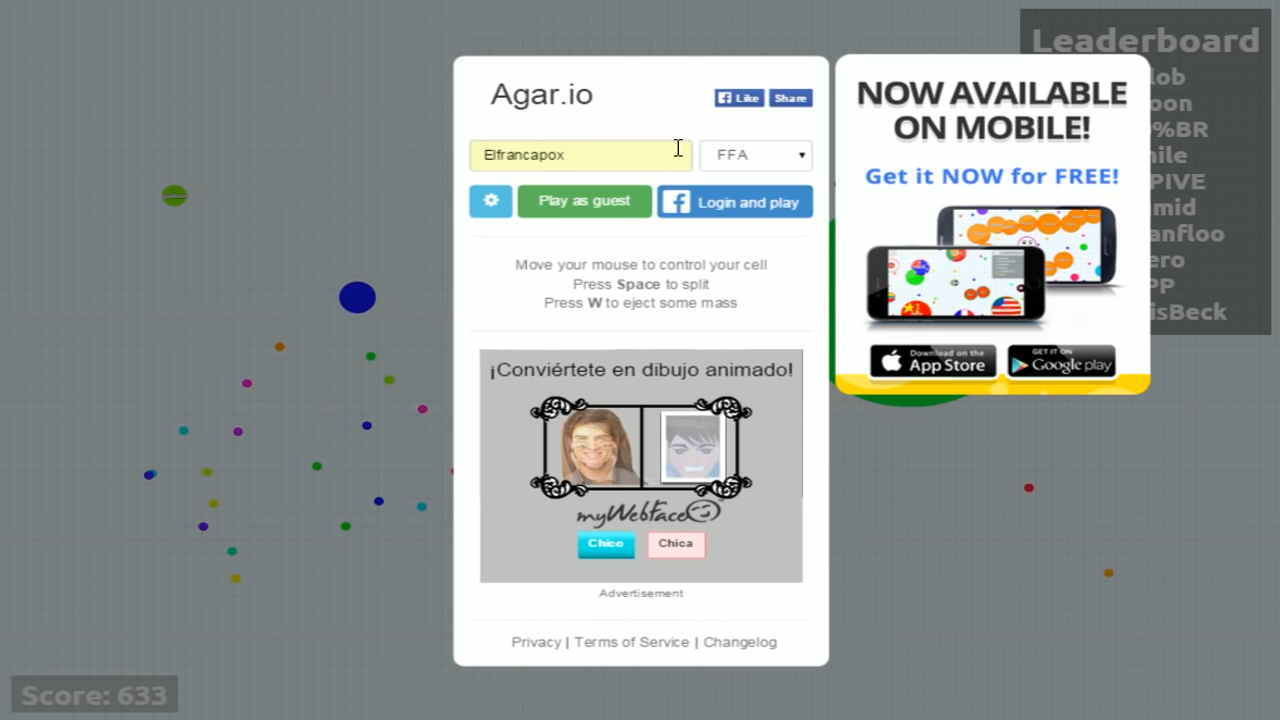 Agar.io
Like
Share
Elfrancapox
FFA
Play as guest
Login and play
Move your mouse to control your cell
Press Space to split
Press W to eject some mass
¡Conviértete en dibujo animado!
myWebFace
Chico
Chica
Advertisement
Privacy | Terms of Service | Changelog
NOW AVAILABLE
ON MOBILE!
Get it NOW for FREE!
Download on the
App Store
GET IT ON
Google play
Leaderboard
Score: 633